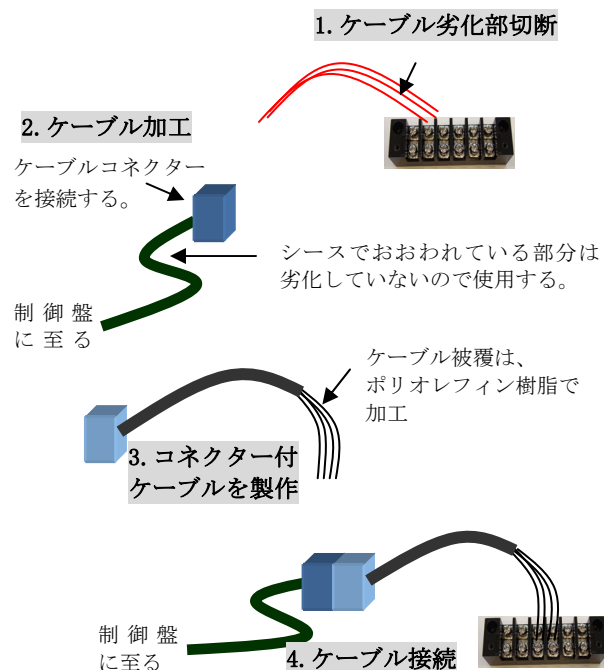 1.ケーブル劣化部切断
2.ケーブル加工
ケーブルコネクター
を接続する。
シースでおおわれている部分は
劣化していないので使用する。
制御盤
に至る
ケーブル被覆は、
ポリオレフィン樹脂で
加工
3.コネクター付
ケーブルを製作
制御盤
に至る
4.ケーブル接続